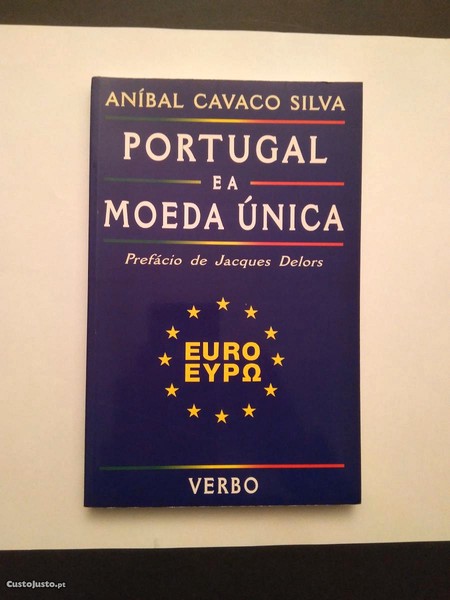 ANÍBAL CAVACO SILVA
PORTUGAL
E A
MOEDA ÚNICA
Prefácio de Jacques Delors
EURO
ΕΥΡΩ
VERBO
CustoJusto.pt